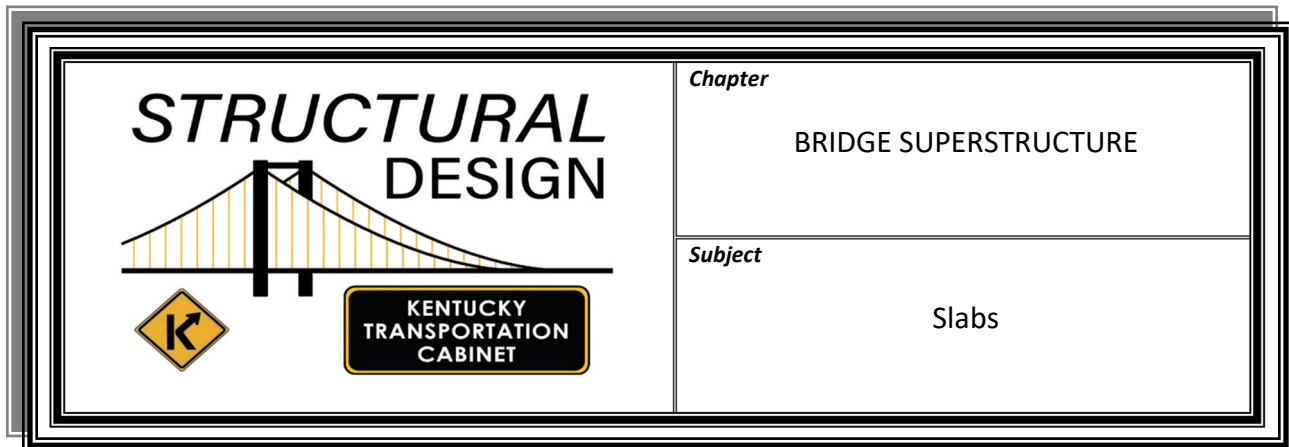 STRUCTURAL
DESIGN
KENTUCKY
TRANSPORTATION
CABINET
Chapter
BRIDGE SUPERSTRUCTURE
Subject
Slabs